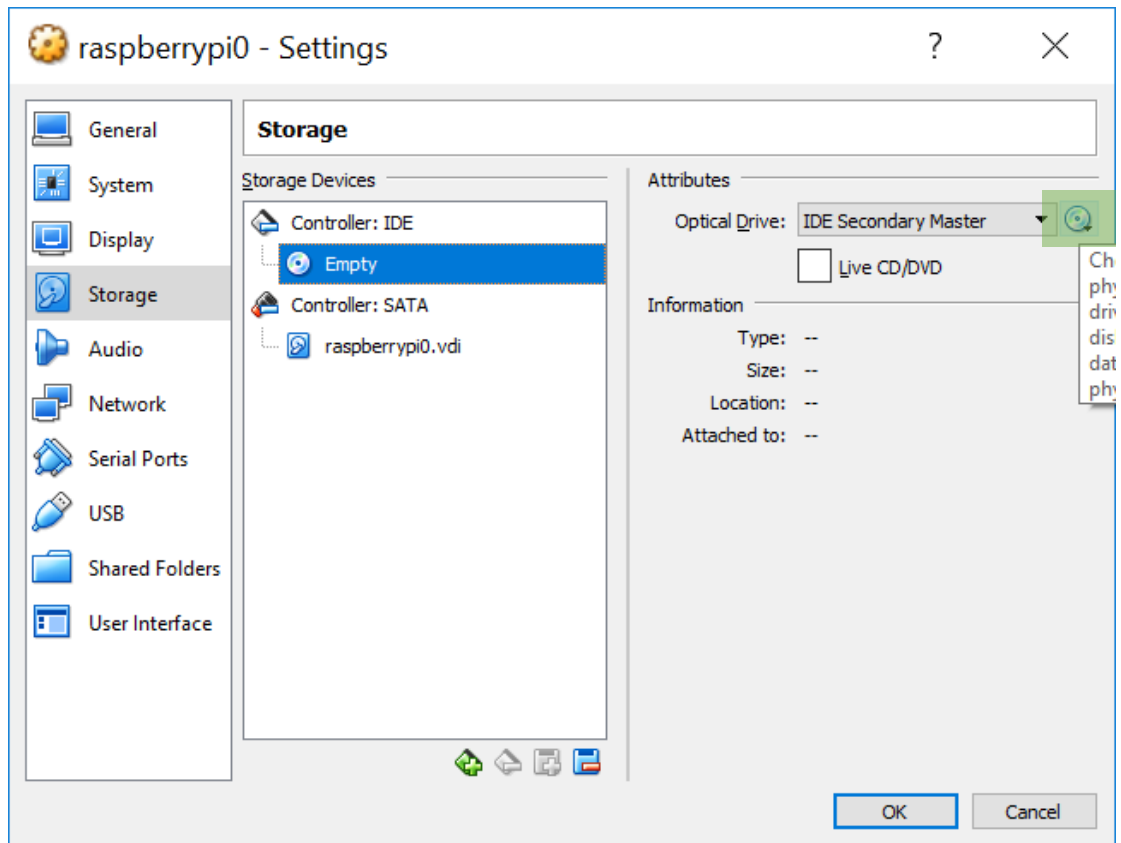 raspberrypi0 - Settings
?
General
System
Display
Storage
Audio
Network
Serial Ports
USB
Shared Folders
User Interface
Storage
Storage Devices
Controller: IDE
Empty
Controller: SATA
raspberrypi0.vdi
Attributes
Optical Drive: IDE Secondary Master
Live CD/DVD
Information
Type: --
Size: --
Location: --
Attached to: --
OK
Cancel